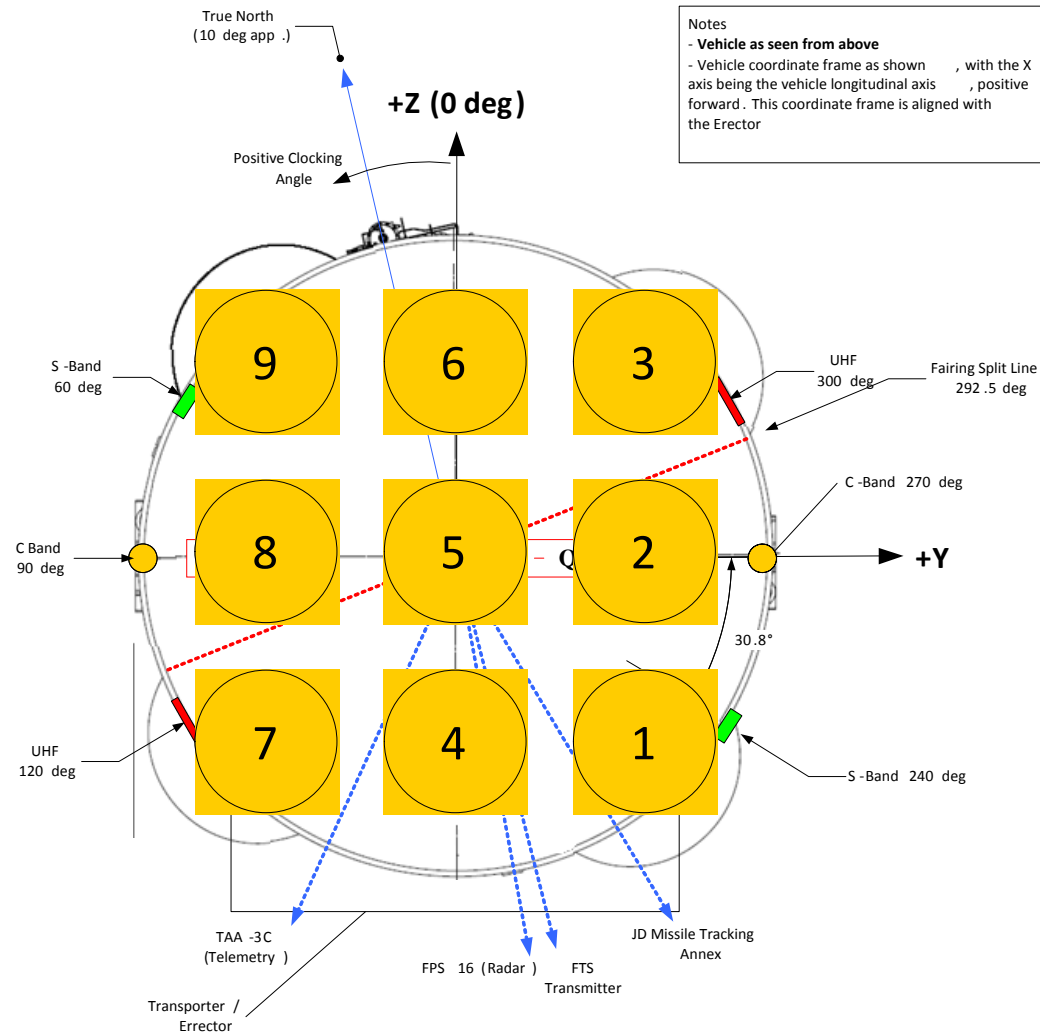 True North
(10 deg app .)
Notes
- Vehicle as seen from above
- Vehicle coordinate frame as shown , with the X
axis being the vehicle longitudinal axis , positive
forward . This coordinate frame is aligned with
the Erector
+Z (0 deg)
Positive Clocking
Angle
9
6
3
S -Band
60 deg
UHF
300 deg
Fairing Split Line
292 .5 deg
C -Band 270 deg
C Band
90 deg
8
5
- Q
2
+Y
30.8°
7
4
1
UHF
120 deg
S -Band 240 deg
TAA -3C
(Telemetry )
FPS 16 (Radar )
FTS
Transmitter
JD Missile Tracking
Annex
Transporter /
Errector